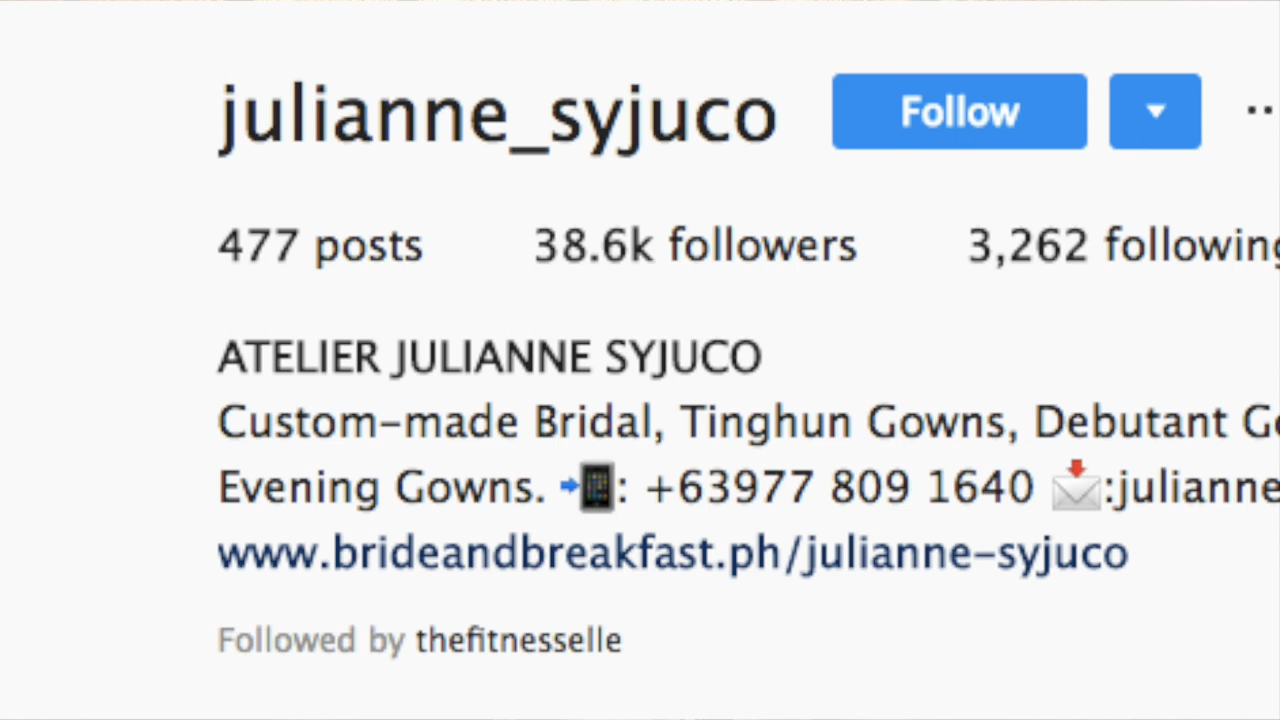 julianne_syjuco Follow ▼ ..
477 posts 38.6k followers 3,262 following
ATELIER JULIANNE SYJUCO
Custom-made Bridal, Tinghun Gowns, Debutant
Evening Gowns. 📲: +63977 809 1640 📩:julianne
www.brideandbreakfast.ph/julianne-syjuco
Followed by thefitnesselle